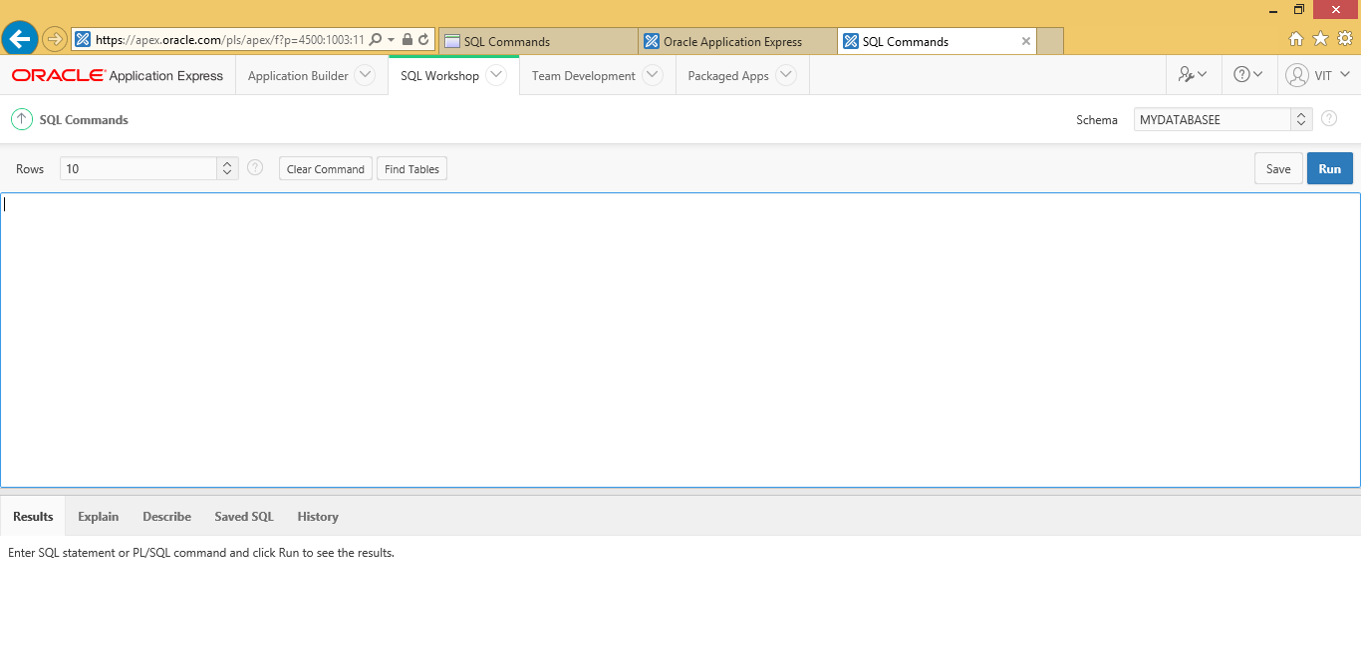 https://apex.oracle.com/pls/apex/f?p=4500:1003:11
SQL Commands
Oracle Application Express
SQL Commands
ORACLE Application Express
Application Builder
SQL Workshop
Team Development
Packaged Apps
VIT
SQL Commands
Schema
MYDATABASEE
Rows
10
Clear Command
Find Tables
Save
Run
Results
Explain
Describe
Saved SQL
History
Enter SQL statement or PL/SQL command and click Run to see the results.